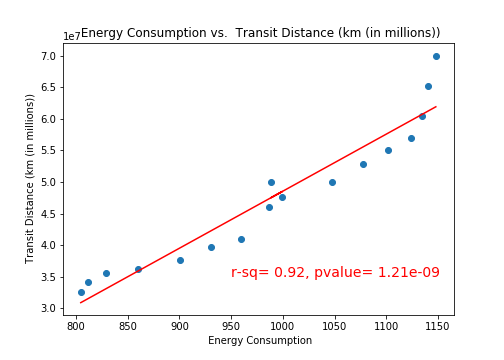 Energy Consumption vs.  Transit Distance (km (in millions))
1e7
7.0
6.5
6.0
5.5
5.0
4.5
4.0
3.5
3.0
Transit Distance (km (in millions))
r-sq= 0.92, pvalue= 1.21e-09
800 850 900 950 1000 1050 1100 1150
Energy Consumption